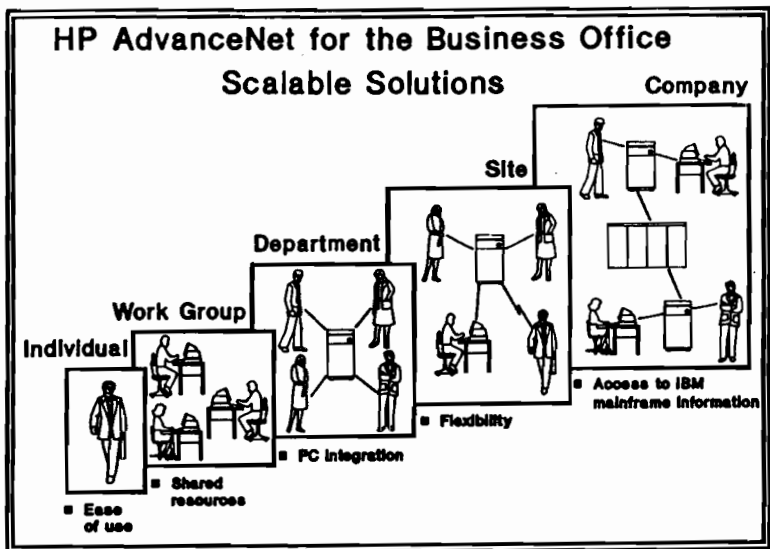 HP AdvanceNet for the Business Office
Scalable Solutions
Company
Site
Department
Work Group
Individual
■ Access to IBM
mainframe information
■ Flexibility
■ PC Integration
■ Shared
resources
■ Ease
of use